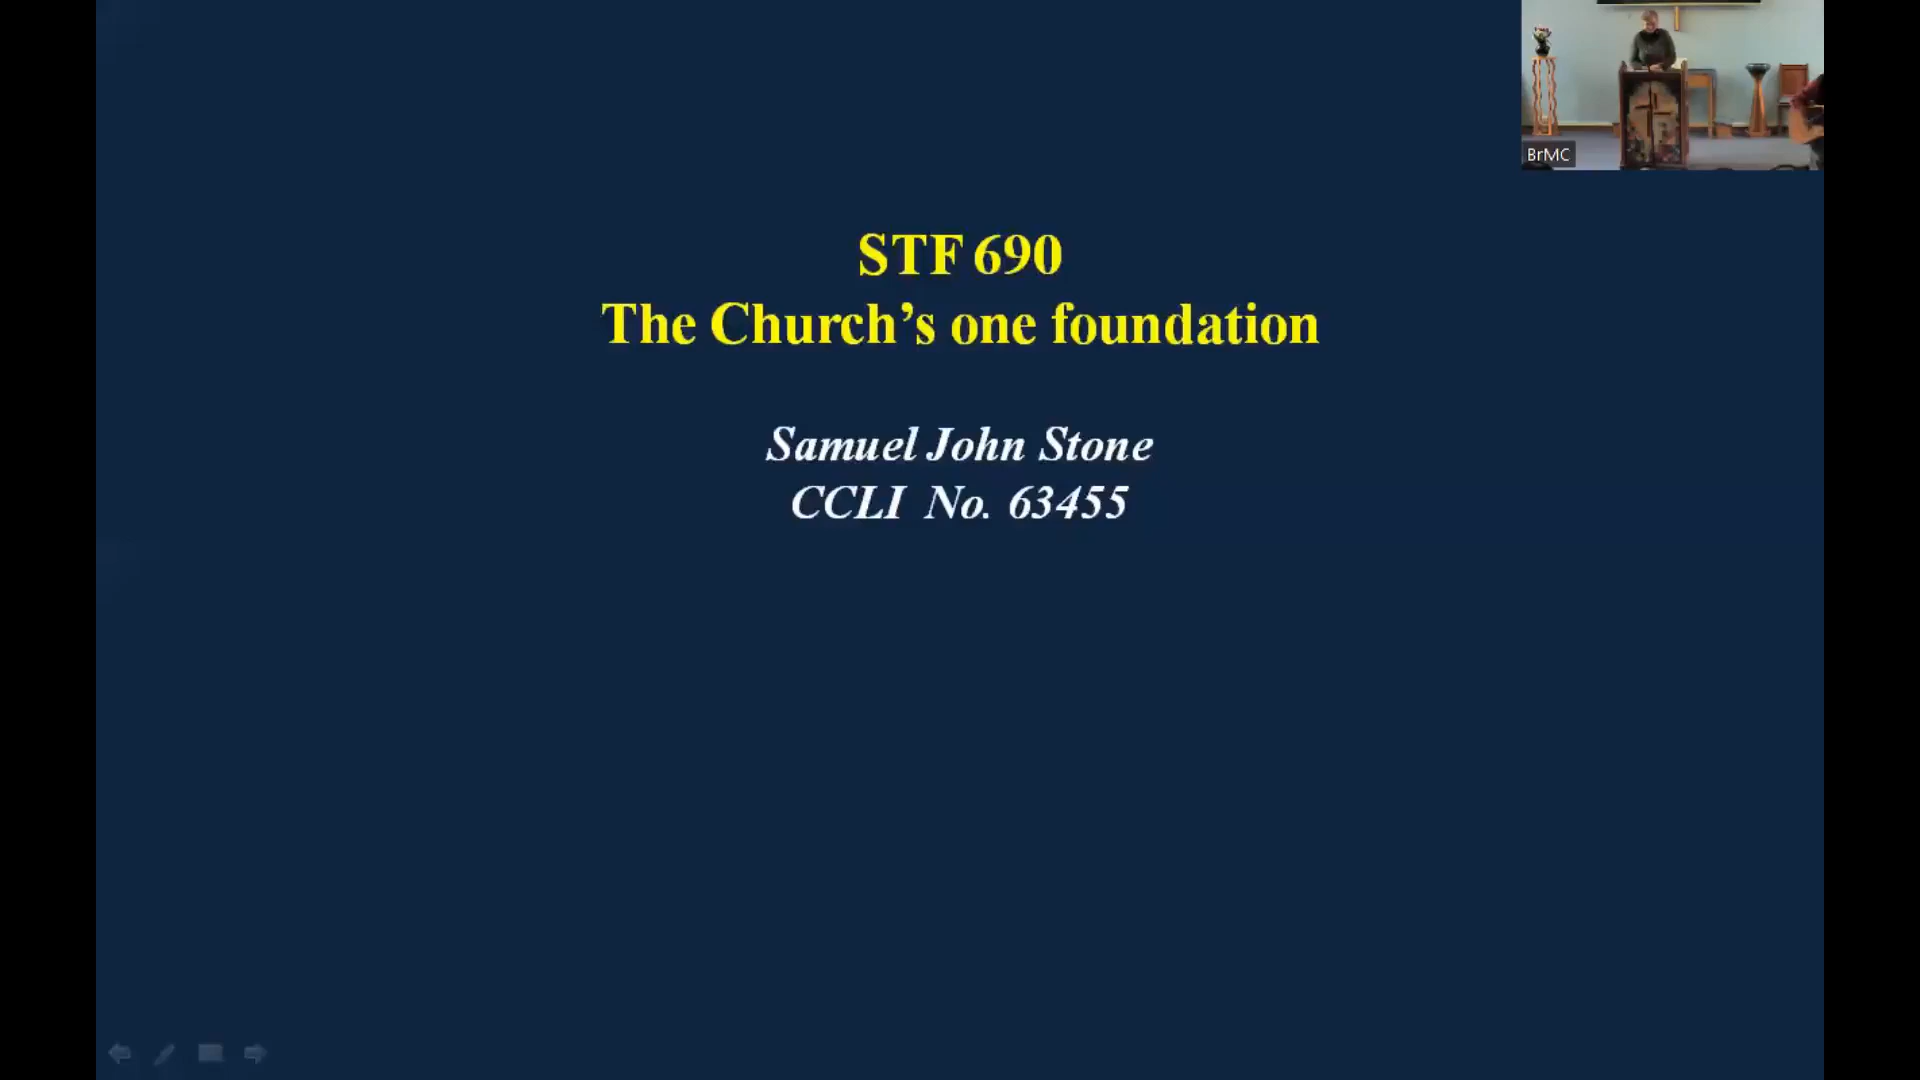 BrMC
STF 690
The Church’s one foundation
Samuel John Stone
CCLI No. 63455